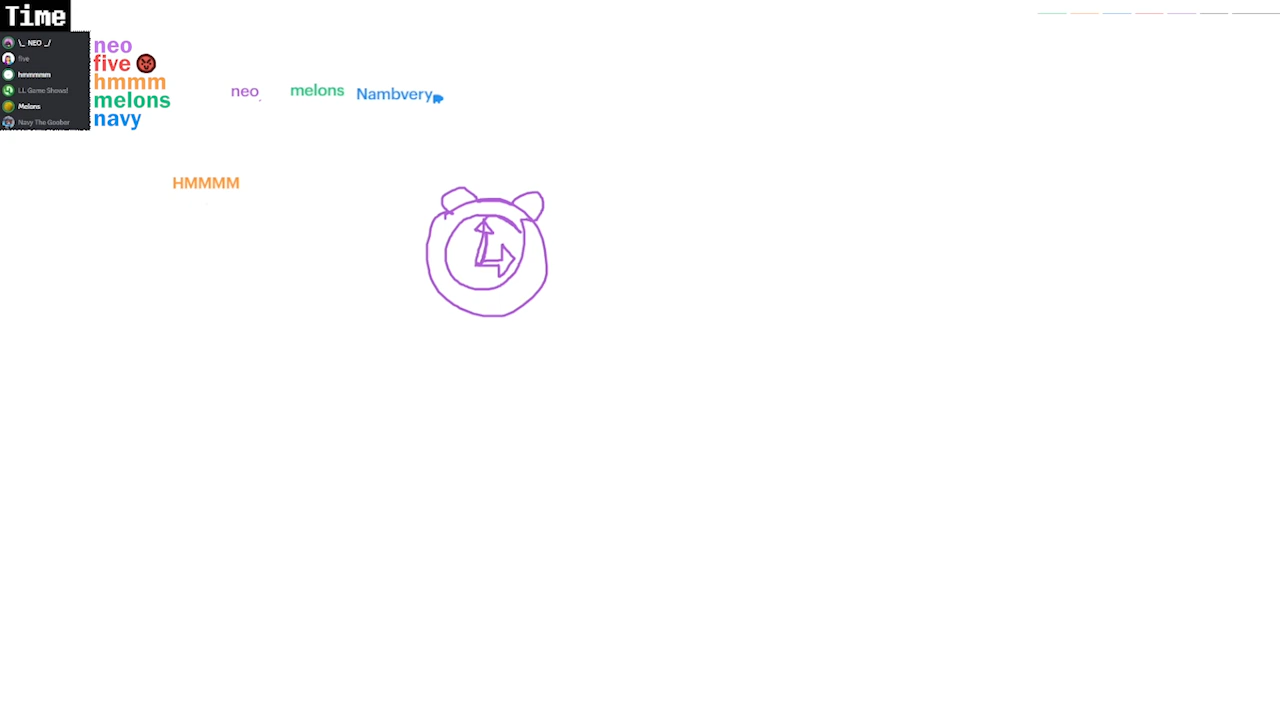 Time
\_ NEO _/
five
hmmmmm
LL Game Shows!
Melons
Navy The Goober
neo
five
hmmm
melons
navy
neo melons Nambvery
HMMMM